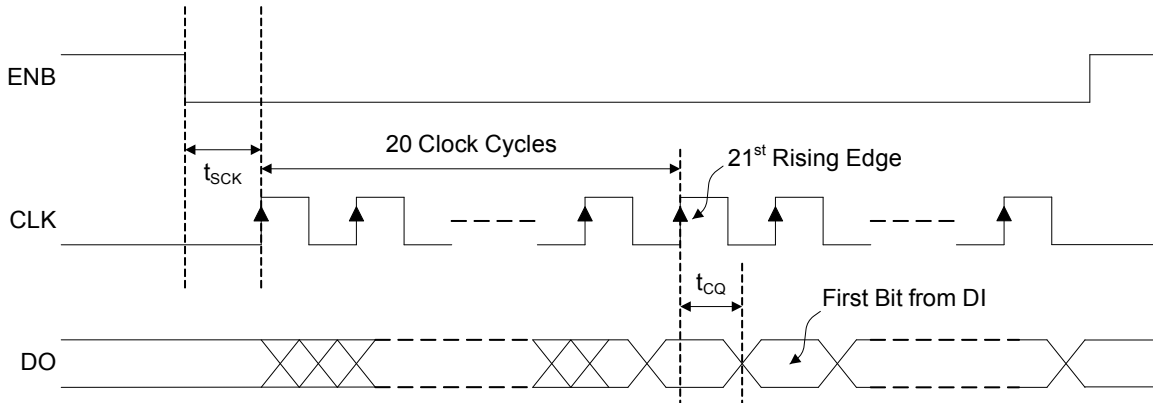 ENB
20 Clock Cycles
21st Rising Edge
tSCK
CLK
tCQ
First Bit from DI
DO